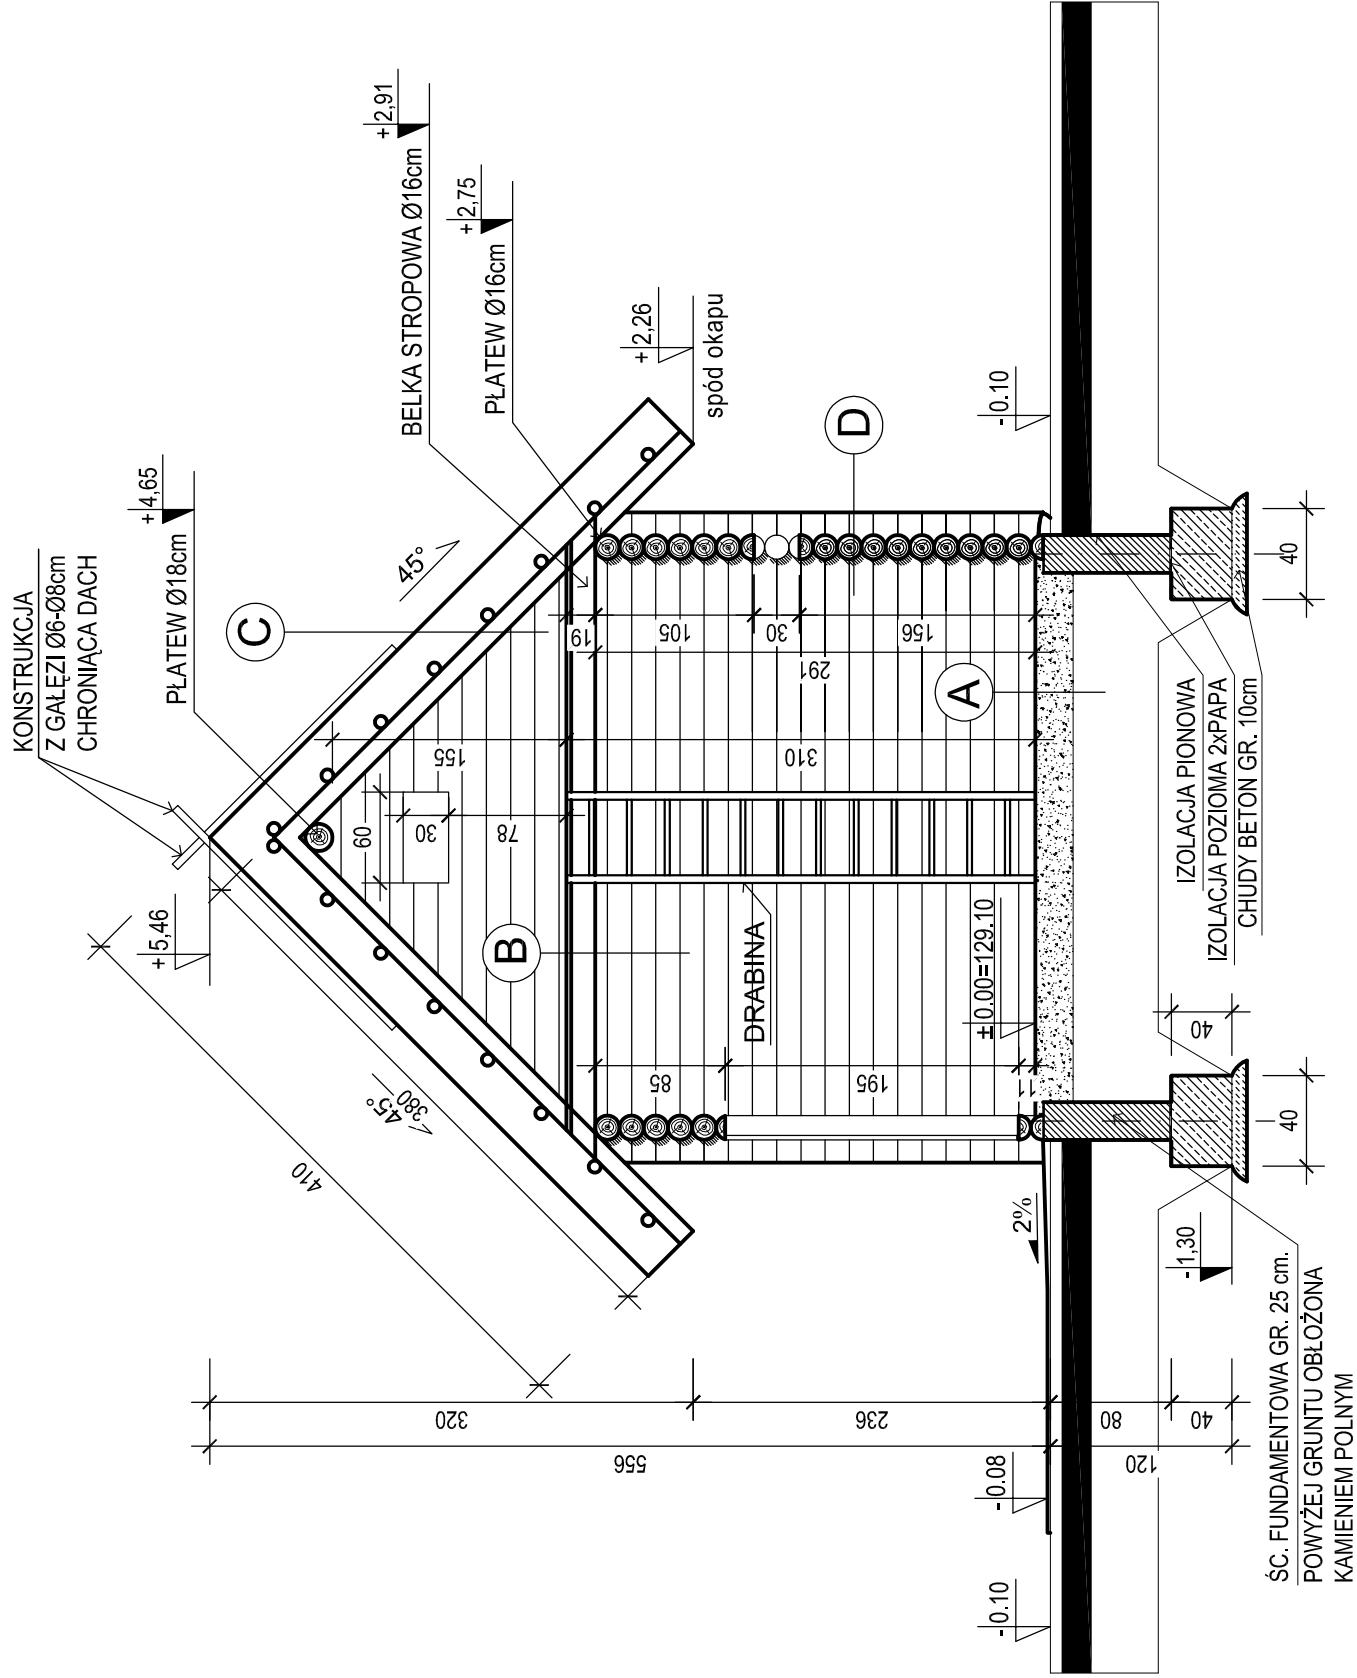 KONSTRUKCJA
Z GAŁĘZI Ø6-Ø8cm
CHRONIĄCA DACH
+4,65
PŁATEW Ø18cm
+2,91
BELKA STROPOWA Ø16cm
+2,75
PŁATEW Ø16cm
+2,26
spód okapu
45°
C
+5,46
410
45°
380
60
30
78
155
19
105
30
156
291
310
B
D
A
DRABINA
±0.00=129.10
85
195
11
-0.10
2%
320
236
80
40
556
120
-0.08
-0.10
-1,30
40
40
40
IZOLACJA PIONOWA
IZOLACJA POZIOMA 2xPAPA
CHUDY BETON GR. 10cm
ŚC. FUNDAMENTOWA GR. 25 cm.
POWYŻEJ GRUNTU OBŁOŻONA
KAMIENIEM POLNYM